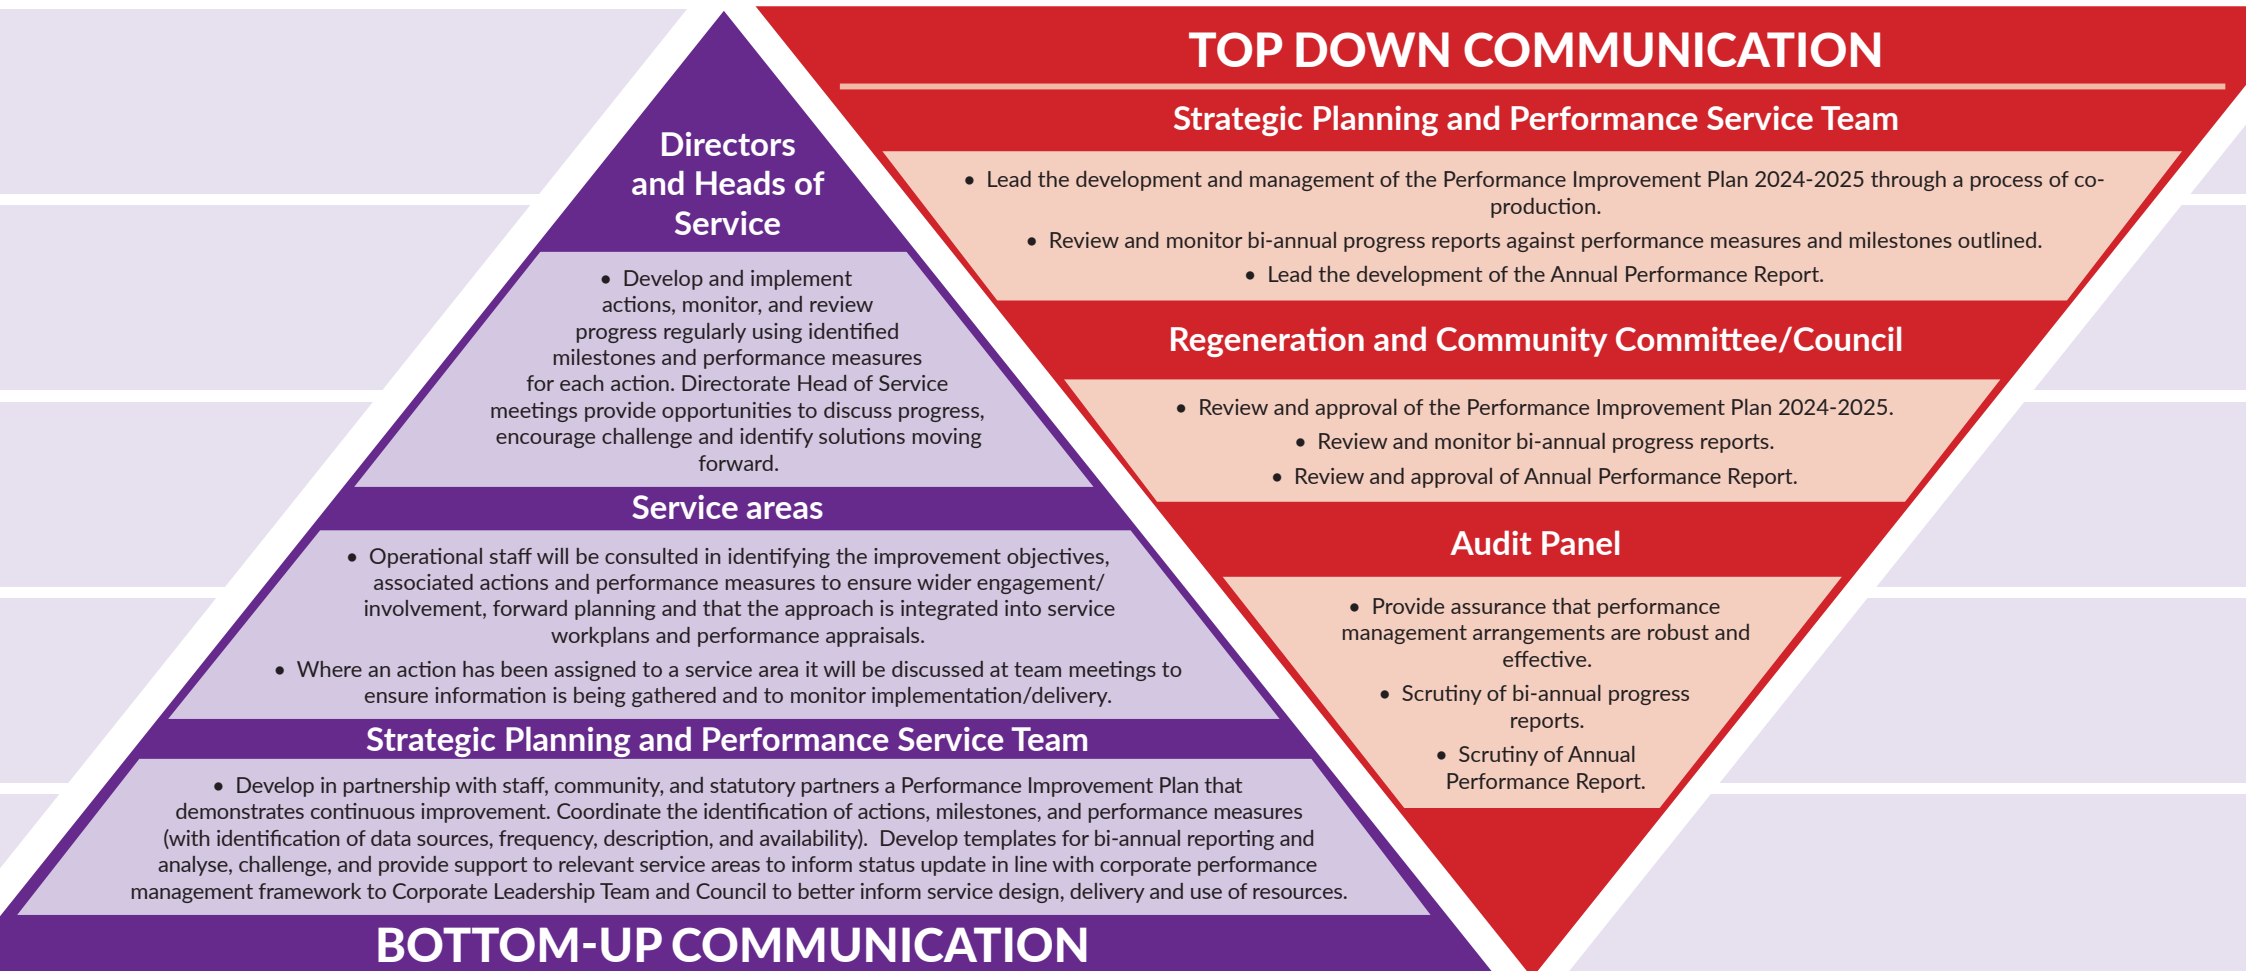 Directors
and Heads of
Service
• Develop and implement
actions, monitor, and review
progress regularly using identified
milestones and performance measures
for each action. Directorate Head of Service
meetings provide opportunities to discuss progress,
encourage challenge and identify solutions moving
forward.
Service areas
• Operational staff will be consulted in identifying the improvement objectives,
associated actions and performance measures to ensure wider engagement/
involvement, forward planning and that the approach is integrated into service
workplans and performance appraisals.
• Where an action has been assigned to a service area it will be discussed at team meetings to
ensure information is being gathered and to monitor implementation/delivery.
Strategic Planning and Performance Service Team
• Develop in partnership with staff, community, and statutory partners a Performance Improvement Plan that
demonstrates continuous improvement. Coordinate the identification of actions, milestones, and performance measures
(with identification of data sources, frequency, description, and availability).  Develop templates for bi-annual reporting and
analyse, challenge, and provide support to relevant service areas to inform status update in line with corporate performance
management framework to Corporate Leadership Team and Council to better inform service design, delivery and use of resources.
BOTTOM-UP COMMUNICATION
TOP DOWN COMMUNICATION
Strategic Planning and Performance Service Team
• Lead the development and management of the Performance Improvement Plan 2024-2025 through a process of co-
production.
• Review and monitor bi-annual progress reports against performance measures and milestones outlined.
• Lead the development of the Annual Performance Report.
Regeneration and Community Committee/Council
• Review and approval of the Performance Improvement Plan 2024-2025.
• Review and monitor bi-annual progress reports.
• Review and approval of Annual Performance Report.
Audit Panel
• Provide assurance that performance
management arrangements are robust and
effective.
• Scrutiny of bi-annual progress
reports.
• Scrutiny of Annual
Performance Report.